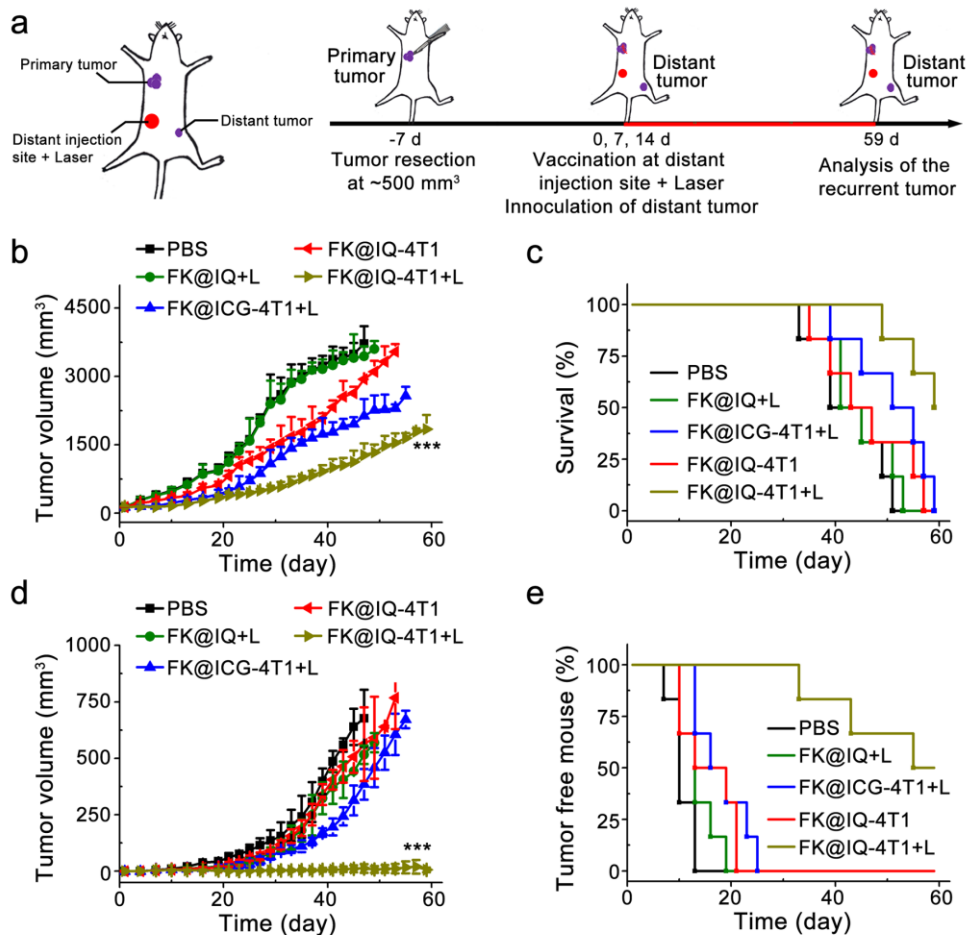 a
Primary tumor
Distant injection
site + Laser
Distant tumor
Primary
tumor
Distant
tumor
Distant
tumor
-7 d
0, 7, 14 d
59 d
Tumor resection
at ~500 mm³
Vaccination at distant
injection site + Laser
Innoculation of distant tumor
Analysis of the
recurrent tumor
b
PBS
FK@IQ-4T1
FK@IQ+L
FK@IQ-4T1+L
FK@ICG-4T1+L
Tumor volume (mm³)
4500
3000
1500
0
***
0 20 40 60
Time (day)
c
Survival (%)
100
75
50
25
0
PBS
FK@IQ+L
FK@ICG-4T1+L
FK@IQ-4T1
FK@IQ-4T1+L
0 20 40 60
Time (day)
d
PBS
FK@IQ-4T1
FK@IQ+L
FK@IQ-4T1+L
FK@ICG-4T1+L
Tumor volume (mm³)
1000
750
500
250
0
***
0 20 40 60
Time (day)
e
Tumor free mouse (%)
100
75
50
25
0
PBS
FK@IQ+L
FK@ICG-4T1+L
FK@IQ-4T1
FK@IQ-4T1+L
0 20 40 60
Time (day)